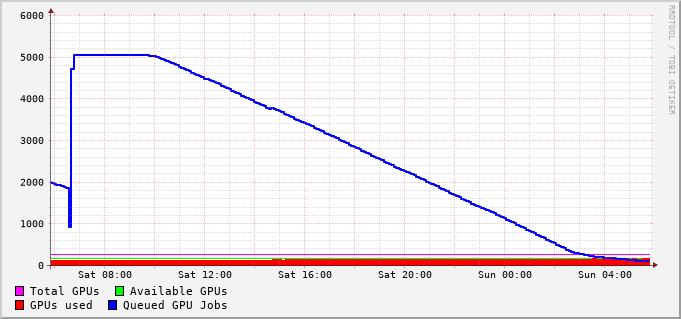 6000
5000
4000
3000
2000
1000
0
Sat 08:00 Sat 12:00 Sat 16:00 Sat 20:00 Sun 00:00 Sun 04:00
Total GPUs Available GPUs
GPUs used Queued GPU Jobs
RRDTOOL / TOBI OETIKER